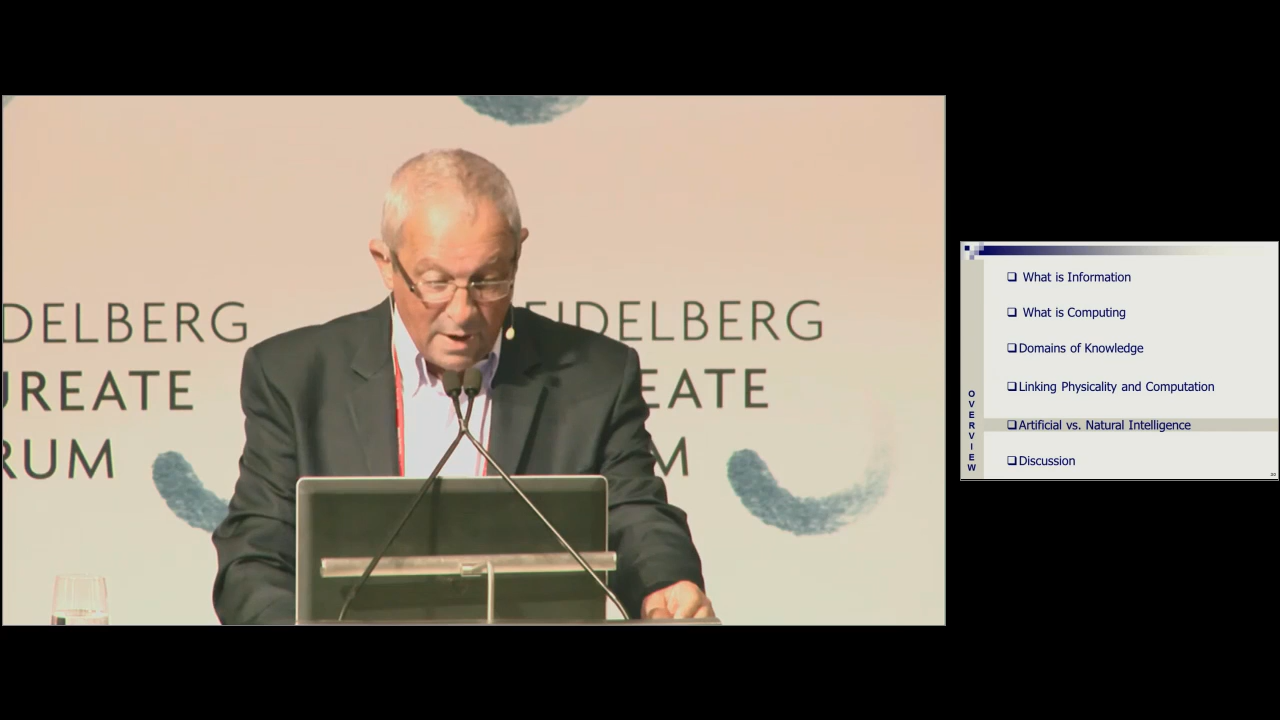 DELBERG
UREATE
RUM
EIDELBERG
EATE
M
What is Information
What is Computing
Domains of Knowledge
Linking Physicality and Computation
Artificial vs. Natural Intelligence
Discussion
OVERVIEW